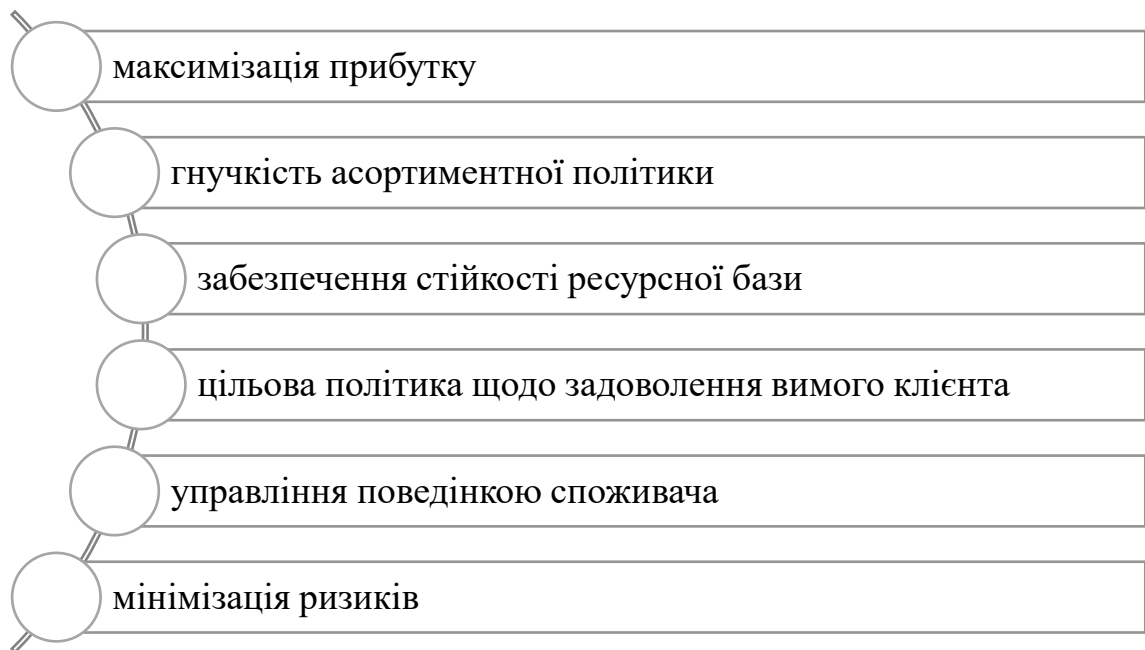 максимізація прибутку
гнучкість асортиментної політики
забезпечення стійкості ресурсної бази
цільова політика щодо задоволення вимого клієнта
управління поведінкою споживача
мінімізація ризиків